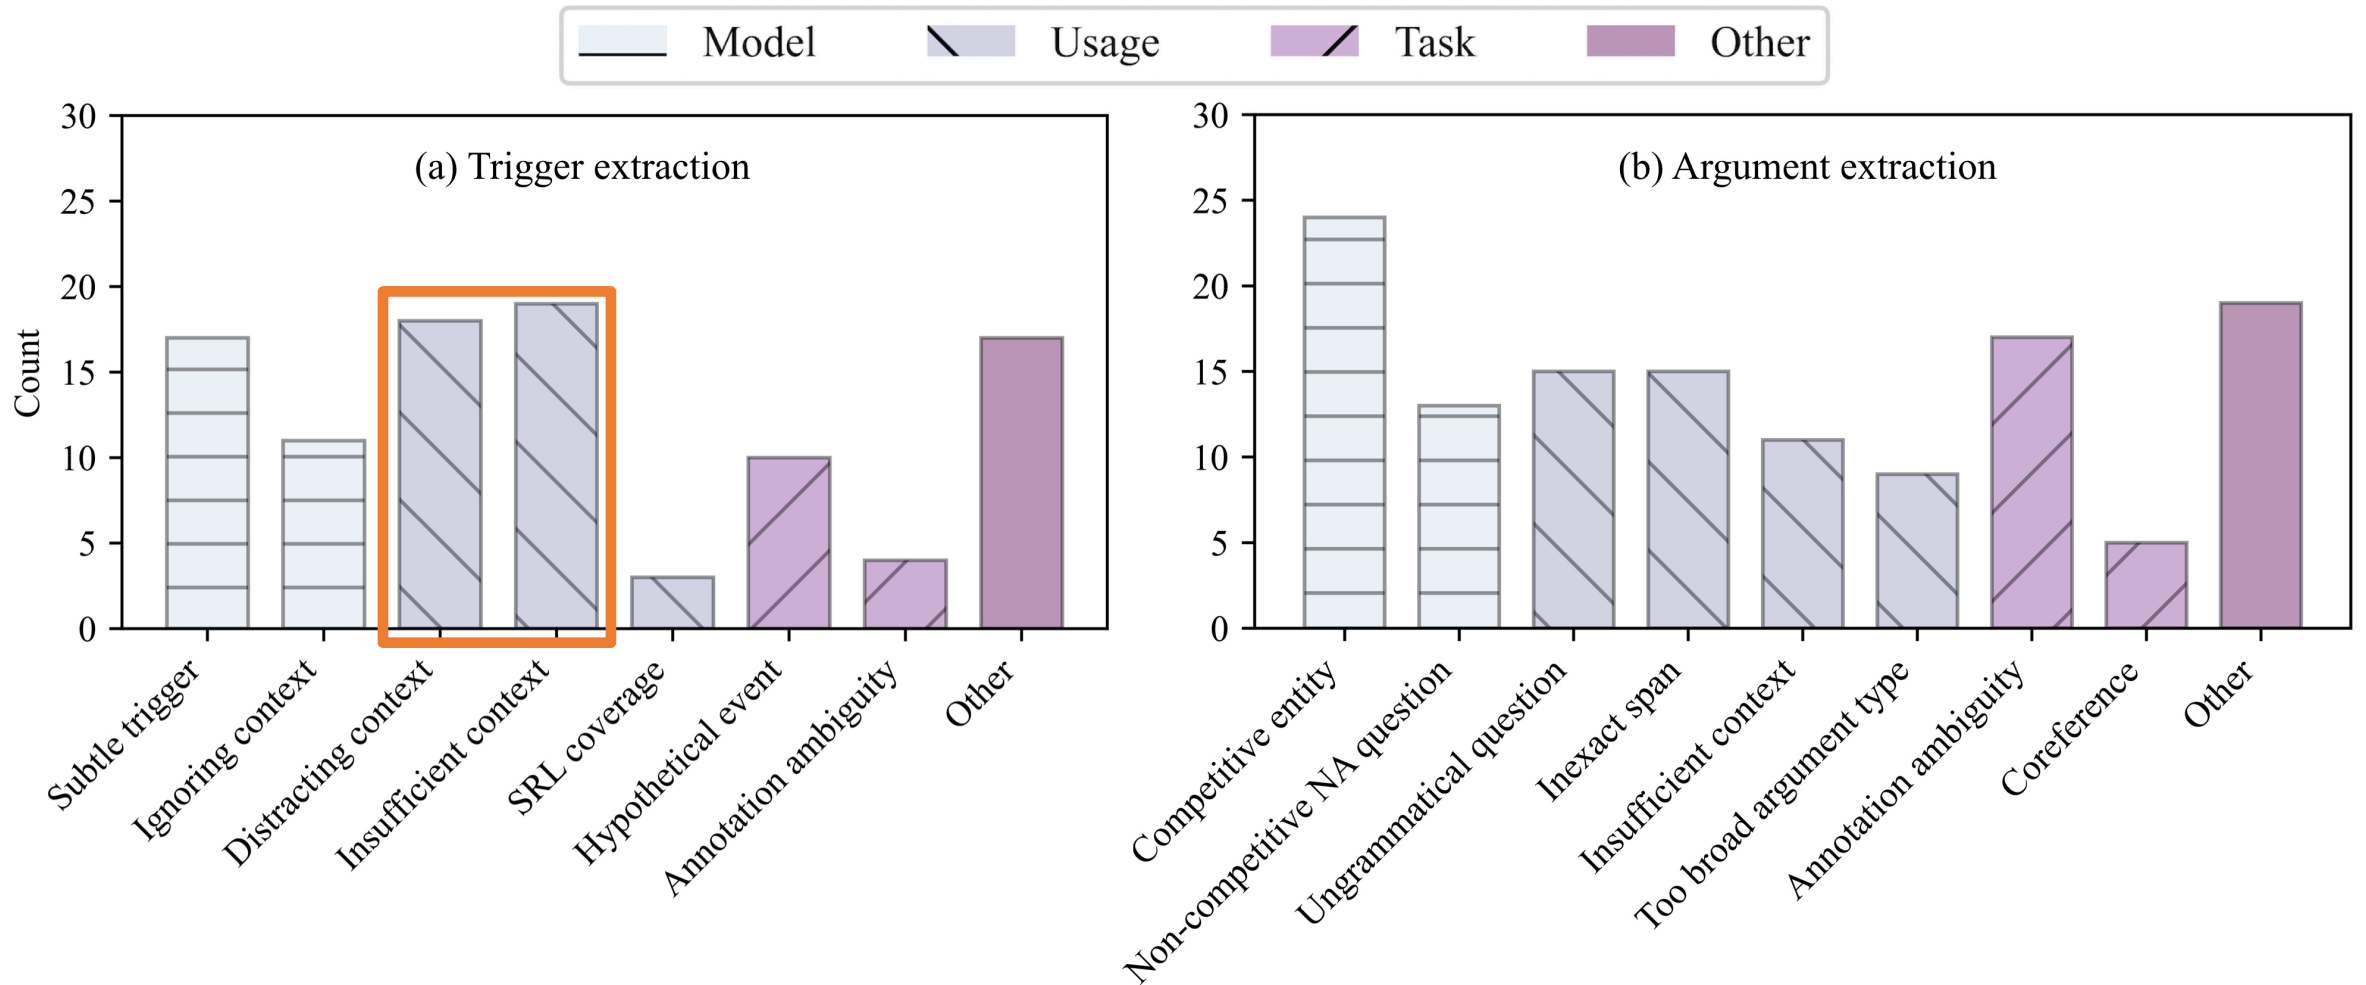 Model Usage Task Other
(a) Trigger extraction
30
25
20
15
10
5
0
Count
Subtle trigger
Ignoring context
Distracting context
Insufficient context
SRL coverage
Hypothetical event
Annotation ambiguity
Other
(b) Argument extraction
30
25
20
15
10
5
0
Competitive entity
Non-competitive NA question
Ungrammatical question
Inexact span
Insufficient context
Too broad argument type
Annotation ambiguity
Coreference
Other